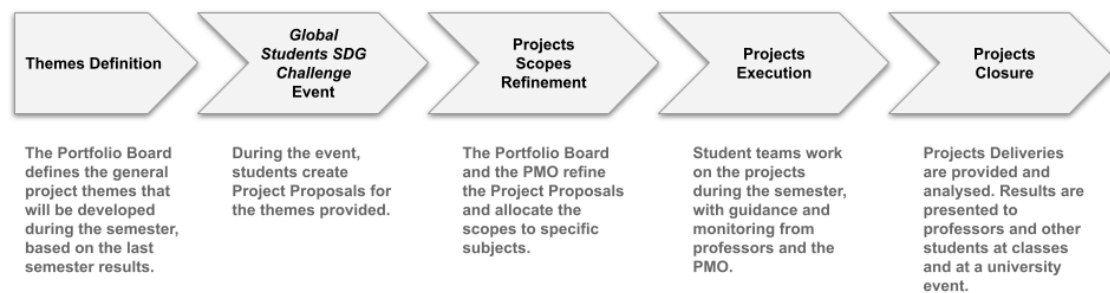 Themes Definition
Global
Students SDG
Challenge
Event
Projects
Scopes
Refinement
Projects
Execution
Projects
Closure
The Portfolio Board
defines the general
project themes that
will be developed
during the semester,
based on the last
semester results.
During the event,
students create
Project Proposals for
the themes provided.
The Portfolio Board
and the PMO refine
the Project Proposals
and allocate the
scopes to specific
subjects.
Student teams work
on the projects
during the semester,
with guidance and
monitoring from
professors and the
PMO.
Projects Deliveries
are provided and
analysed. Results are
presented to
professors and other
students at classes
and at a university
event.